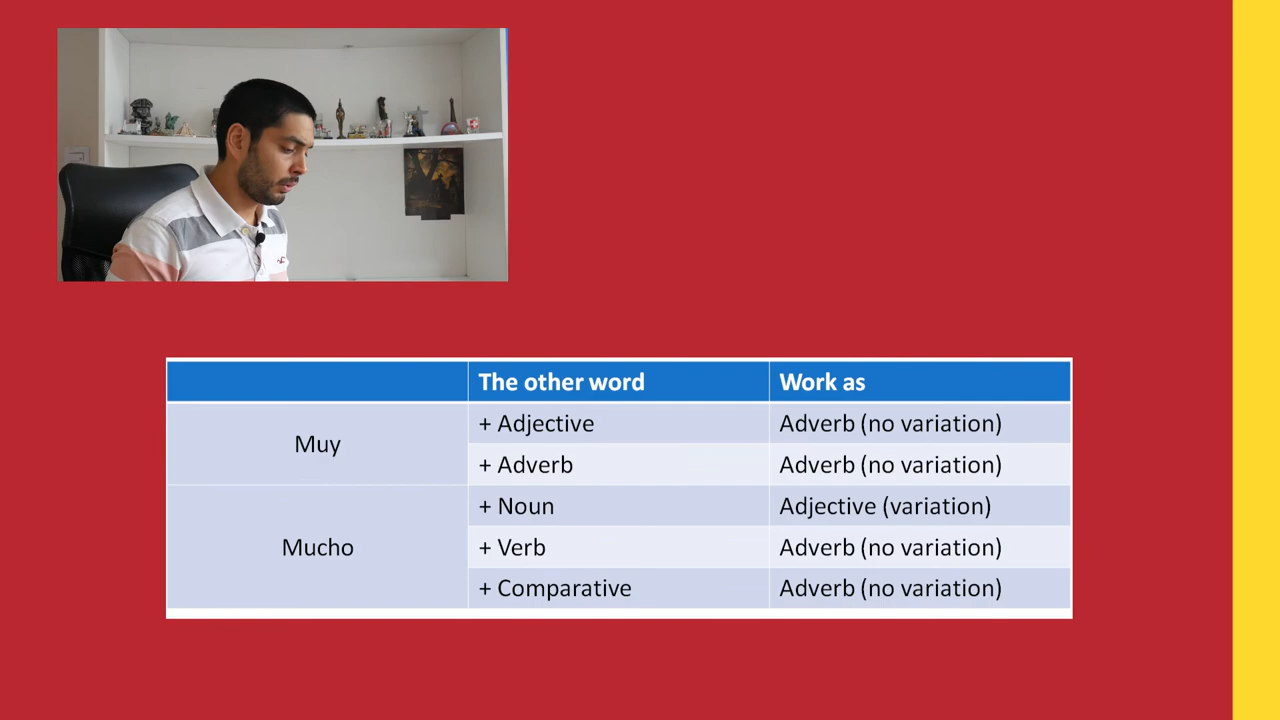 The other word Work as
Muy + Adjective Adverb (no variation)
+ Adverb Adverb (no variation)
Mucho + Noun Adjective (variation)
+ Verb Adverb (no variation)
+ Comparative Adverb (no variation)